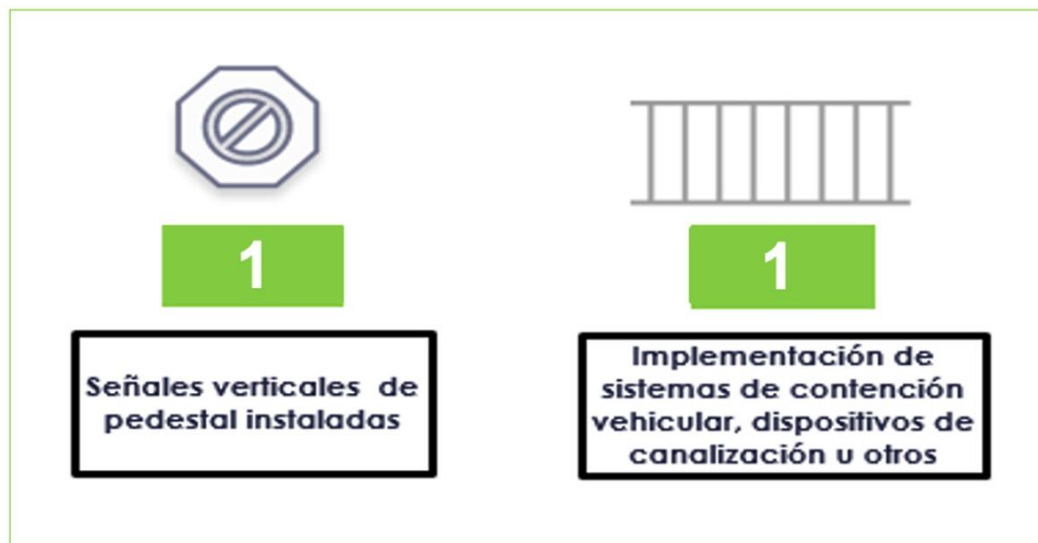 1
Señales verticales de
pedestal instaladas
1
Implementación de
sistemas de contención
vehicular, dispositivos de
canalización u otros